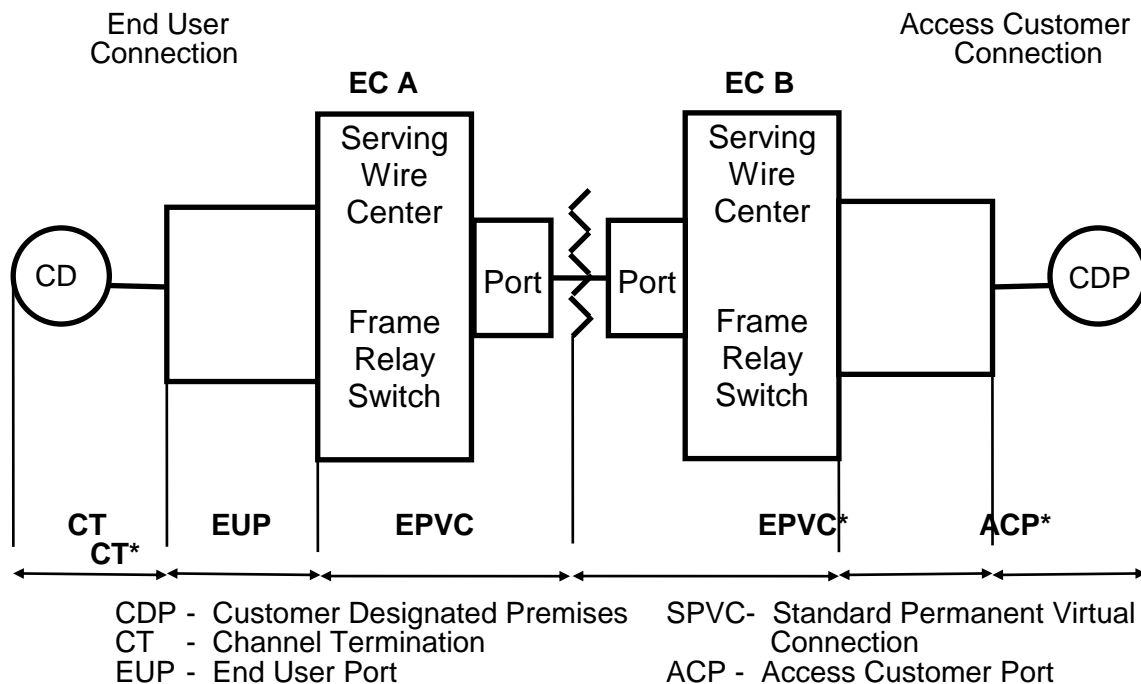 End User
Connection
Access Customer
Connection
EC A
EC B
Serving
Wire
Center
Frame
Relay
Switch
Port
Port
Serving
Wire
Center
Frame
Relay
Switch
CD
CDP
CT
CT*
EUP
EPVC
EPVC*
ACP*
CDP - Customer Designated Premises
CT - Channel Termination
EUP - End User Port
SPVC- Standard Permanent Virtual
Connection
ACP - Access Customer Port